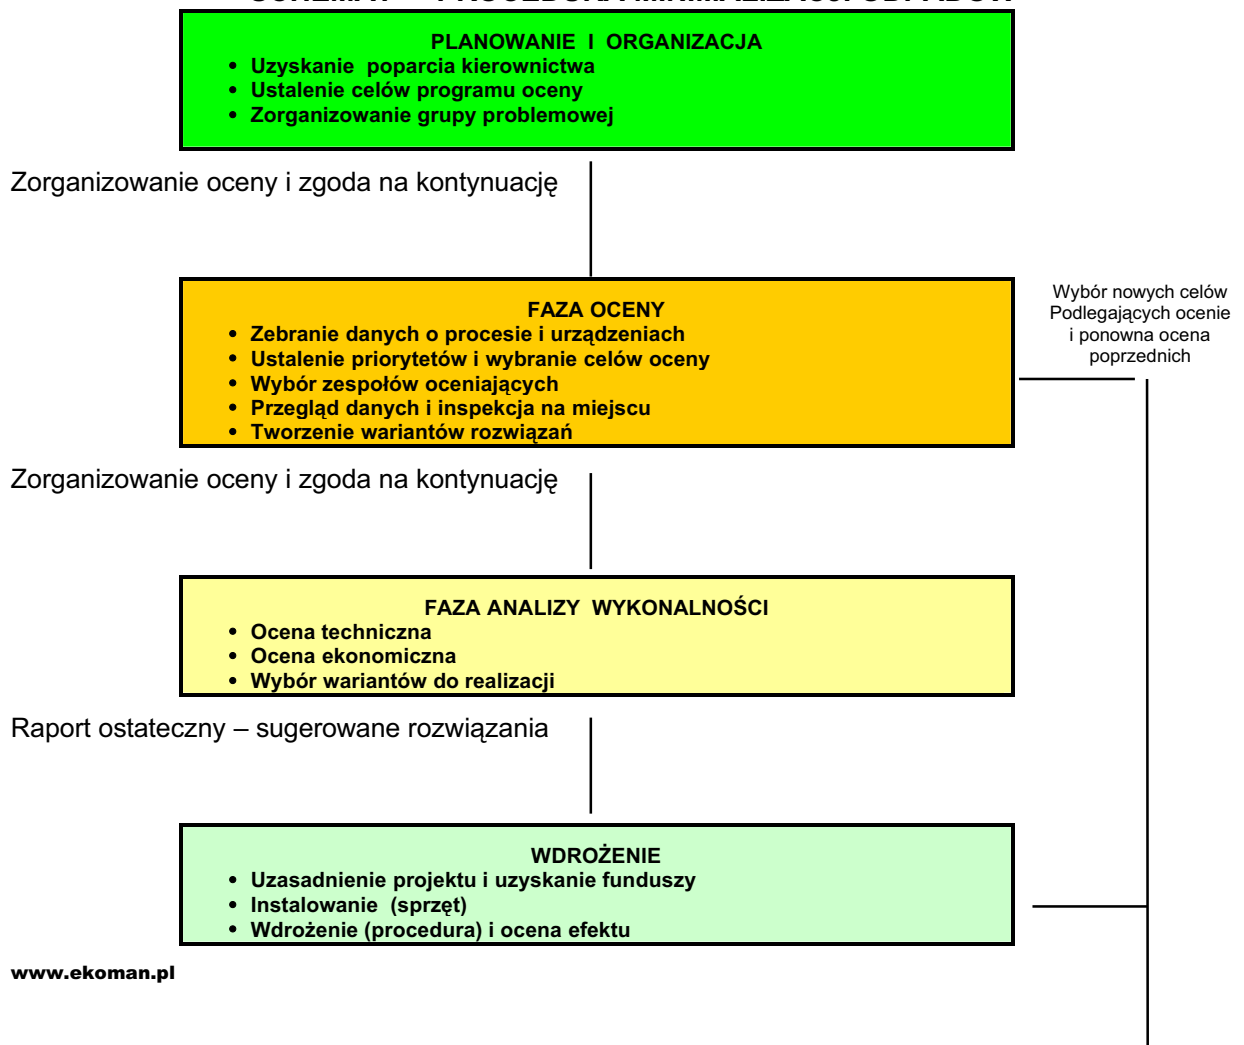 PLANOWANIE I ORGANIZACJA
• Uzyskanie poparcia kierownictwa
• Ustalenie celów programu oceny
• Zorganizowanie grupy problemowej
Zorganizowanie oceny i zgoda na kontynuację
FAZA OCENY
• Zebranie danych o procesie i urządzeniach
• Ustalenie priorytetów i wybranie celów oceny
• Wybór zespołów oceniających
• Przegląd danych i inspekcja na miejscu
• Tworzenie wariantów rozwiązań
Wybór nowych celów
Podlegających ocenie
i ponowna ocena
poprzednich
Zorganizowanie oceny i zgoda na kontynuację
FAZA ANALIZY WYKONALNOŚCI
• Ocena techniczna
• Ocena ekonomiczna
• Wybór wariantów do realizacji
Raport ostateczny – sugerowane rozwiązania
WDROŻENIE
• Uzasadnienie projektu i uzyskanie funduszy
• Instalowanie (sprzęt)
• Wdrożenie (procedura) i ocena efektu
www.ekoman.pl